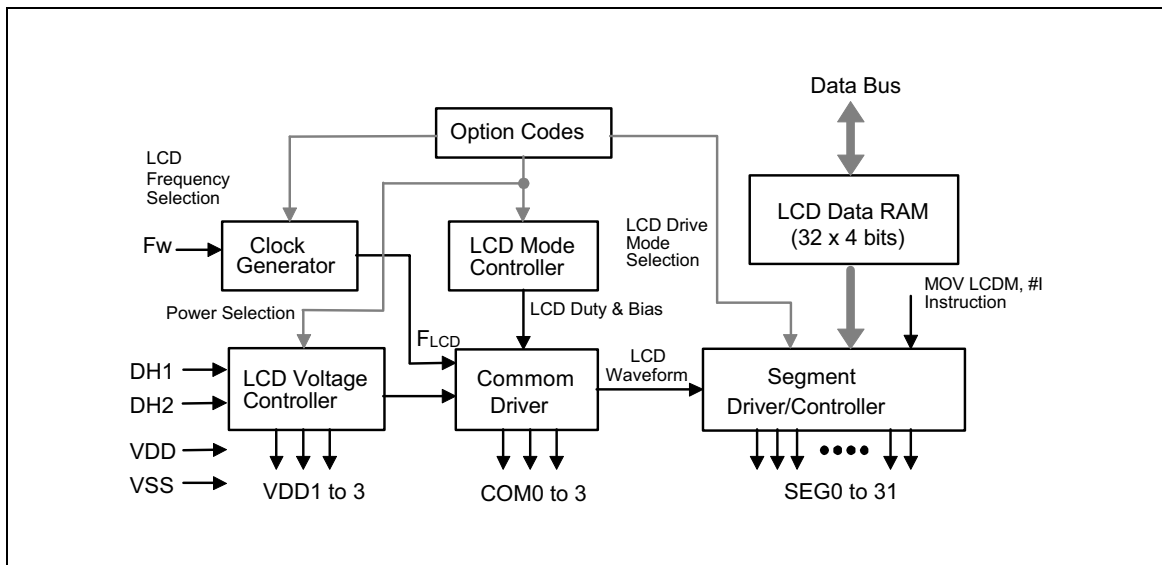 Data Bus
Option Codes
LCD
Frequency
Selection
LCD Data RAM
(32 x 4 bits)
Fw
Clock
Generator
LCD Mode
Controller
LCD Drive
Mode
Selection
MOV LCDM, #I
Instruction
Power Selection
LCD Duty & Bias
FLCD
DH1
DH2
VDD
VSS
LCD Voltage
Controller
Commom
Driver
LCD
Waveform
Segment
Driver/Controller
VDD1 to 3
COM0 to 3
SEG0 to 31